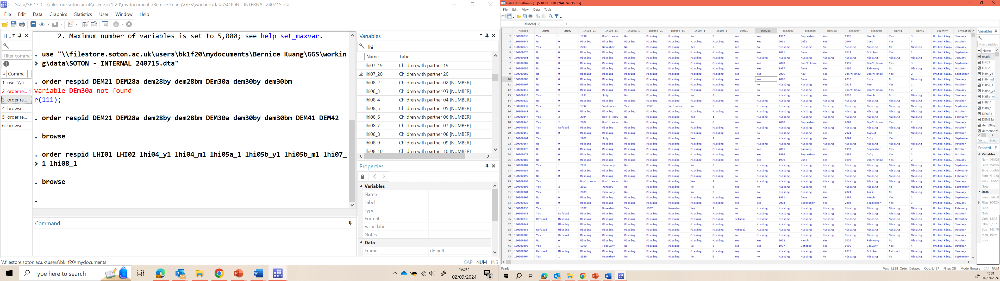 2 - Stata/SE 17.0 - \\filestore.soton.ac.uk\users\bk1f20\mydocuments\Bernice Kuang\GGS\working\data\SOTON - INTERNAL 240715.dta
File Edit Data Graphics Statistics User Window Help
H...
Filter commar
# Comma...
1 use "\\fi...
2 order re... 1
3 order re...
4 browse
5 order re...
6 browse
2. Maximum number of variables is set to 5,000; see help set_maxvar.
. use "\\filestore.soton.ac.uk\users\bk1f20\mydocuments\Bernice Kuang\GGS\workin
> g\data\SOTON - INTERNAL 240715.dta"
. order respid DEM21 DEM28a dem28by dem28bm DEm30a dem30by dem30bm
variable DEm30a not found
r(111);
. order respid DEM21 DEM28a dem28by dem28bm DEM30a dem30by dem30bm DEM41 DEM42
. browse
. order respid LHI01 LHI02 lhi04_y1 lhi04_m1 lhi05a_1 lhi05b_y1 lhi05b_m1 lhi07_
> 1 lhi08_1
. browse
.
Command
Variables
lhi
Name Label
lhi07_19 Children with partner 19
lhi07_20 Children with partner 20
lhi08_2 Children with partner 02 [NUMBER]
lhi08_3 Children with partner 03 [NUMBER]
lhi08_4 Children with partner 04 [NUMBER]
lhi08_5 Children with partner 05 [NUMBER]
lhi08_6 Children with partner 06 [NUMBER]
lhi08_7 Children with partner 07 [NUMBER]
lhi08_8 Children with partner 08 [NUMBER]
lhi08_9 Children with partner 09 [NUMBER]
lhi08_10 Children with partner 10 [NUMBER]
Properties
Variables
Name
Label
Type
Format
Value label
Notes
Data
Frame default
\\filestore.soton.ac.uk\users\bk1f20\mydocuments
CAP NUM INS
Type here to search
16:31
02/09/2024
6
Data Editor (Browse) - [SOTON - INTERNAL 240715.dta]
File Edit View Data Tools
DEM28a[10] 1
respid LHI01 LHI02 lhi04_y1 lhi04_m1 lhi05a_1 lhi05b_y1 lhi05b_m1 lhi07_1 lhi08_1 DEM21 DEM28a dem28by dem28bm DEM30a dem30by dem30bm DEM41 DEM42 country intdatem
2 100000035 Yes 1 1990 Don't know No Missing Missing No 0 Yes Yes 1997 September Yes 1996 March Yes 3 United King… January
3 100000049 No 0 Missing Missing Missing Missing Missing Missing Missing Yes Yes 2011 July Yes 2007 June Yes 3 United King… October
4 100000070 Yes 3 2003 November No Missing Missing Yes 2 Yes No Missing Missing No Missing Missing No Missing United King… October
5 100000075 No 0 Missing Missing Missing Missing Missing Missing Missing Yes Yes 2021 June Yes 2014 October Yes 2 United King… September
6 100000081 No 0 Missing Missing Missing Missing Missing Missing Missing No Missing Missing Missing Missing Missing Missing Missing Missing United King… January
7 100000082 No 0 Missing Missing Missing Missing Missing Missing Missing Yes Yes 2000 Don't know Yes 1999 Don't know Yes 3 United King… September
8 100000083 No 0 Missing Missing Missing Missing Missing Missing Missing Yes Yes 1997 June Yes 1996 February No Missing United King… October
9 100000085 No 0 Missing Missing Missing Missing Missing Missing Missing Yes Yes 2005 May Yes Don't know Don't know Yes 2 United King… September
10 100000088 No 0 Missing Missing Missing Missing Missing Missing Missing Yes Yes 2016 June Yes 2010 July No Missing United King… January
11 100000107 No 0 Missing Missing Missing Missing Missing Missing Missing Yes No Missing Missing Yes 2018 May Yes 1 United King… October
12 100000117 No 0 Missing Missing Missing Missing Missing Missing Missing Yes No Missing Missing Yes Don't know Don't know Yes 2 United King… January
13 100000120 Yes 2 1991 July No Missing Missing No 0 Yes No Missing Missing Yes 2020 March No Missing United King… January
14 100000122 No 0 Missing Missing Missing Missing Missing Missing Missing No Missing Missing Missing Missing Missing Missing Missing Missing United King… October
15 100000132 Yes 2 1992 September Yes 1992 September No 0 No Missing Missing Missing Missing Missing Missing Missing Missing United King… September
16 100000141 No 0 Missing Missing Missing Missing Missing Missing Missing No Missing Missing Missing Missing Missing Missing Missing Missing United King… October
17 100000144 Yes 2 2004 Don't know No Missing Missing Yes 1 No Missing Missing Missing Missing Missing Missing Missing Missing United King… February
18 100000145 Yes 2 2002 Don't know No Missing Missing No 0 Yes Yes 2010 September Yes 2007 Don't know Yes 2 United King… January
19 100000156 Yes Refusal Missing Missing Missing Missing Missing Missing Missing No Missing Missing Missing Missing Missing Missing Missing Missing United King… October
20 100000158 No 0 Missing Missing Missing Missing Missing Missing Missing Yes No Missing Missing Yes 2021 August No Missing United King… October
21 100000162 Yes 1 2002 July No Missing Missing Yes 2 Yes No Missing Missing Yes 2002 July Yes 1 United King… September
22 100000164 No 0 Missing Missing Missing Missing Missing Missing Missing No Missing Missing Missing Missing Missing Missing Missing Missing United King… October
23 100000173 No 0 Missing Missing Missing Missing Missing Missing Missing Yes Yes 2001 January Yes 1992 September Yes 2 United King… October
24 100000177 No 0 Missing Missing Missing Missing Missing Missing Missing Yes Yes 1986 September Yes 1988 July Yes 2 United King… October
25 100000180 No 0 Missing Missing Missing Missing Missing Missing Missing Yes Yes 1999 June Yes 1998 Don't know Yes 2 United King… January
26 100000182 Yes 1 2012 February No Missing Missing No 0 No Missing Missing Missing Missing Missing Missing Missing Missing United King… September
27 100000189 No 0 Missing Missing Missing Missing Missing Missing Missing No Missing Missing Missing Missing Missing Missing Missing Missing United King… February
28 100000192 No 0 Missing Missing Missing Missing Missing Missing Missing No Missing Missing Missing Missing Missing Missing Missing Missing United King… February
29 100000194 Yes 1 Don't know Don't know No Missing Missing Yes 1 No Missing Missing Missing Missing Missing Missing Missing Missing United King… January
30 100000195 Yes 2 2011 January No Missing Missing No 0 Yes No Missing Missing No Missing Missing No Missing United King… October
31 100000204 Yes 1 2009 February No Missing Missing No 0 Yes No Missing Missing Yes 2021 April No Missing United King… January
32 100000205 No 0 Missing Missing Missing Missing Missing Missing Missing Yes Yes 1991 June Yes 1989 March Yes 2 United King… September
33 100000220 No 0 Missing Missing Missing Missing Missing Missing Missing Yes Yes 2004 September Yes 2004 September Yes 3 United King… January
34 100000233 Yes 1 1987 November Yes 1987 November Yes 2 No Missing Missing Missing Missing Missing Missing Missing Missing United King… February
35 100000235 Yes Refusal Missing Missing Missing Missing Missing Missing Missing No Missing Missing Missing Missing Missing Missing Missing Missing United King… October
36 100000236 Refusal Missing Missing Missing Missing Missing Missing Missing Missing Refusal Missing Missing Missing Missing Missing Missing Missing Missing United King… November
37 100000247 . Missing Missing Missing Missing Missing Missing Missing Missing . Missing Missing Missing Missing Missing Missing Missing Missing United King… January
38 100000258 Refusal Missing Missing Missing Missing Missing Missing Missing Missing Refusal Missing Missing Missing Missing Missing Missing Missing Missing United King… October
39 100000286 Yes Refusal Missing Missing Missing Missing Missing Missing Missing No Missing Missing Missing Missing Missing Missing Missing Missing United King… January
40 100000295 No 0 Missing Missing Missing Missing Missing Missing Missing Yes Yes 2022 March Yes 2020 February No Missing United King… October
41 100000298 Yes 1 1990 February No Missing Missing No 0 Yes Yes 1997 October Yes 1996 January Yes 4 United King… October
42 100000300 Refusal Missing Missing Missing Missing Missing Missing Missing Missing Yes No Missing Missing Yes 2015 October Refusal Missing United King… January
43 100000304 Yes 1 2020 December No Missing Missing No 0 Yes No Missing Missing No Missing Missing No Missing United King… September
Variables
Filter variables
Name
respid
LHI01
LHI02
lhi04_y1
lhi04_m1
lhi05a_1
lhi05b_y1
lhi05b_m
lhi07_1
lhi08_1
DEM21
DEM28a
dem28by
dem28br
Vari... Sna...
Properti...
Variables
Nam DEM28
Labe Married
Type double
Forn %12.0g
Valu DEM28
Note
Data
Fran default
Filen SOTON
Labe
Note
Varia 1,828
Obse 9,137
Size 143.70
Mem 192M
Sorte
Ready
Vars: 1,828 Order: Dataset Obs: 9,137 Filter: Off Mode: Browse CAP NUM
16:31
02/09/2024